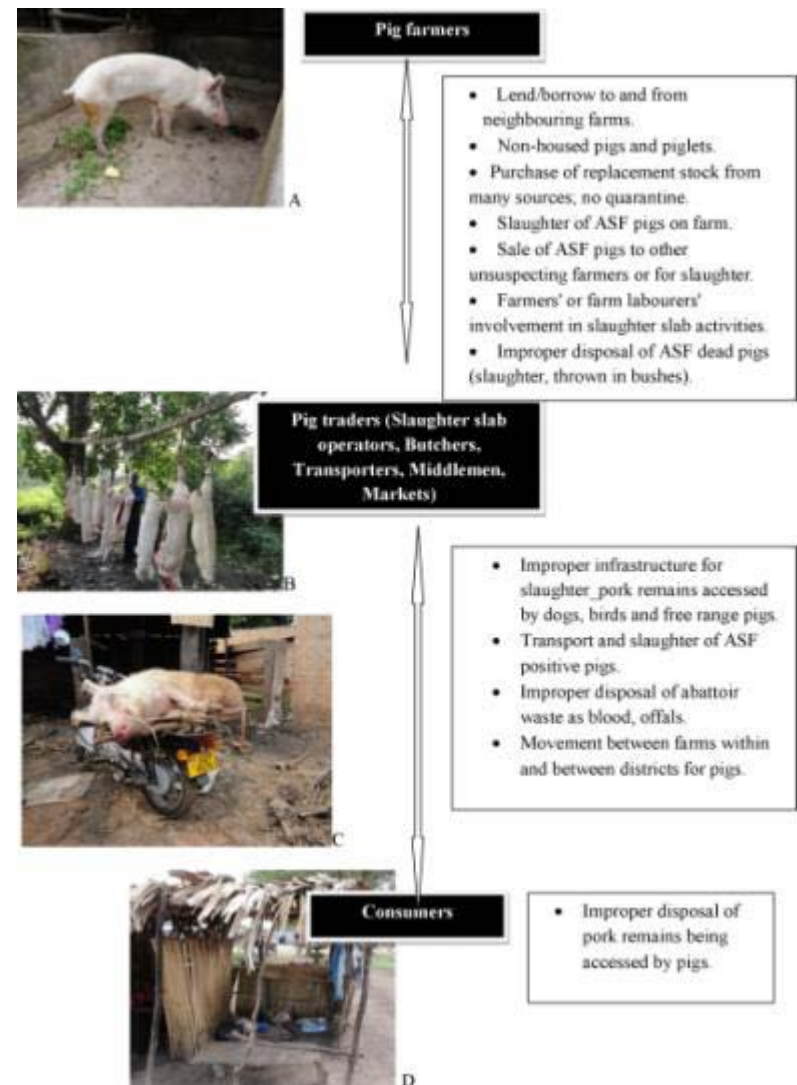 Pig farmers
• Lend/borrow to and from
neighbouring farms.
• Non-housed pigs and piglets.
• Purchase of replacement stock from
many sources; no quarantine.
• Slaughter of ASF pigs on farm.
• Sale of ASF pigs to other
unsuspecting farmers or for slaughter.
• Farmers' or farm labourers'
involvement in slaughter slab activities.
• Improper disposal of ASF dead pigs
(slaughter, thrown in bushes).
A
Pig traders (Slaughter slab
operators, Butchers,
Transporters, Middlemen,
Markets)
B
• Improper infrastructure for
slaughter_pork remains accessed
by dogs, birds and free range pigs.
• Transport and slaughter of ASF
positive pigs.
• Improper disposal of abattoir
waste as blood, offals.
• Movement between farms within
and between districts for pigs.
C
Consumers
• Improper disposal of
pork remains being
accessed by pigs.
D